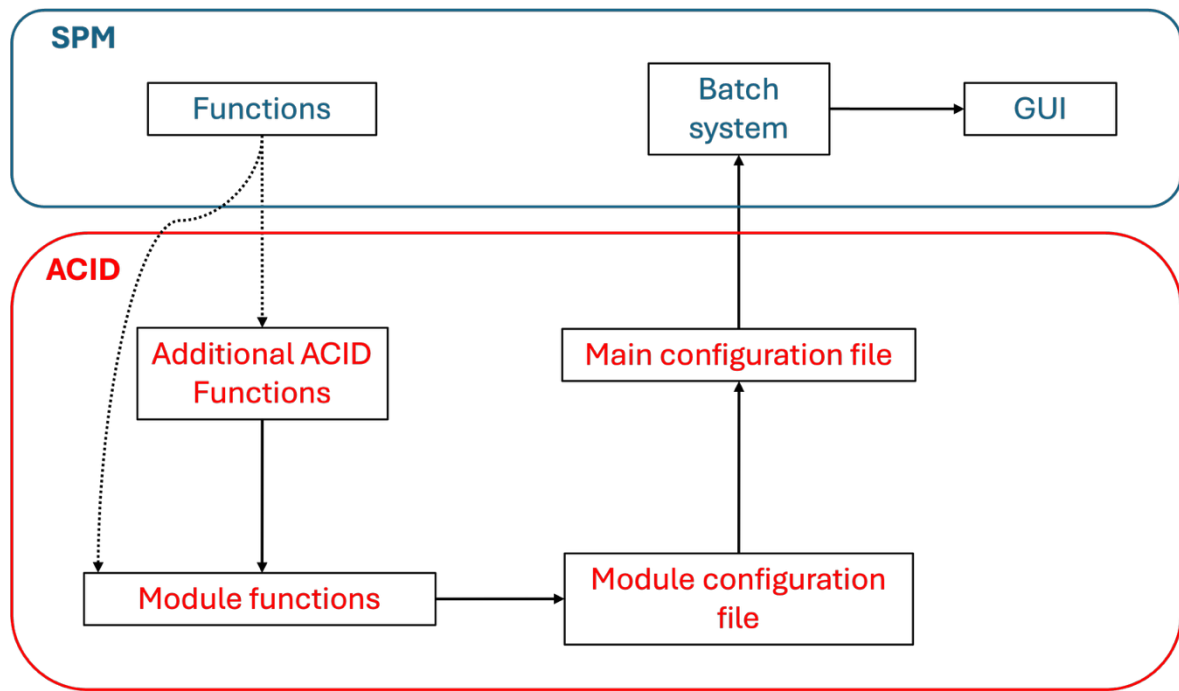 SPM
Functions
Batch
system
GUI
ACID
Additional ACID
Functions
Main configuration file
Module functions
Module configuration
file